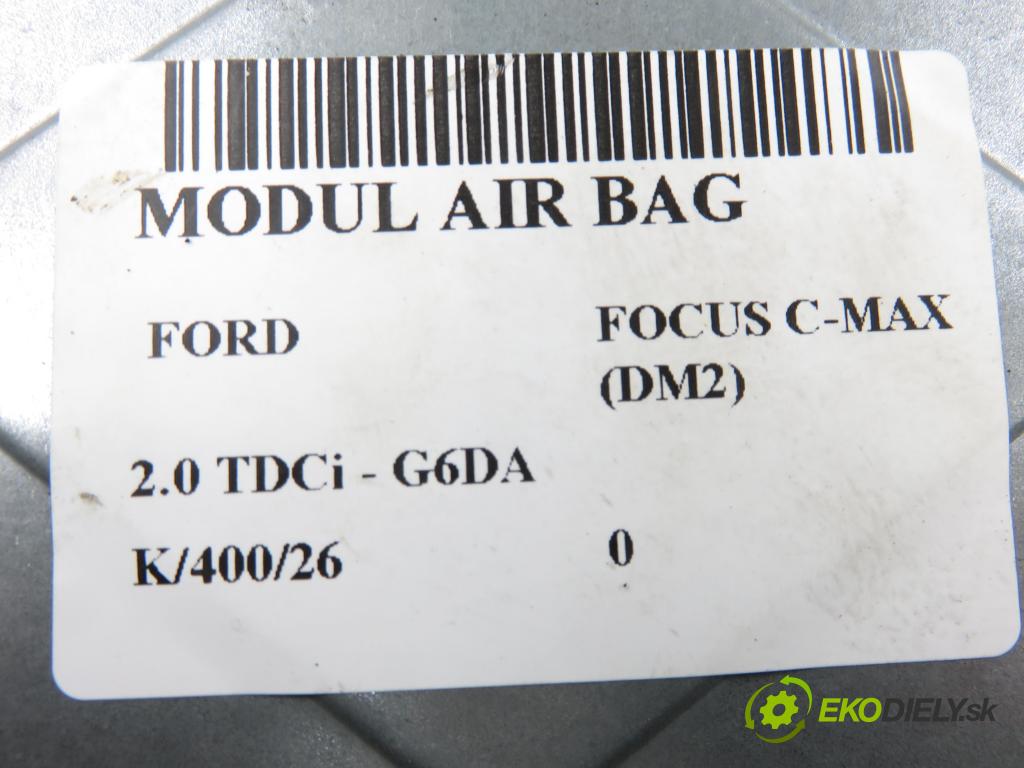 MODUL AIR BAG
FORD
FOCUS C-MAX
(DM2)
2.0 TDCi - G6DA
K/400/26
0
EKODIELY.sk